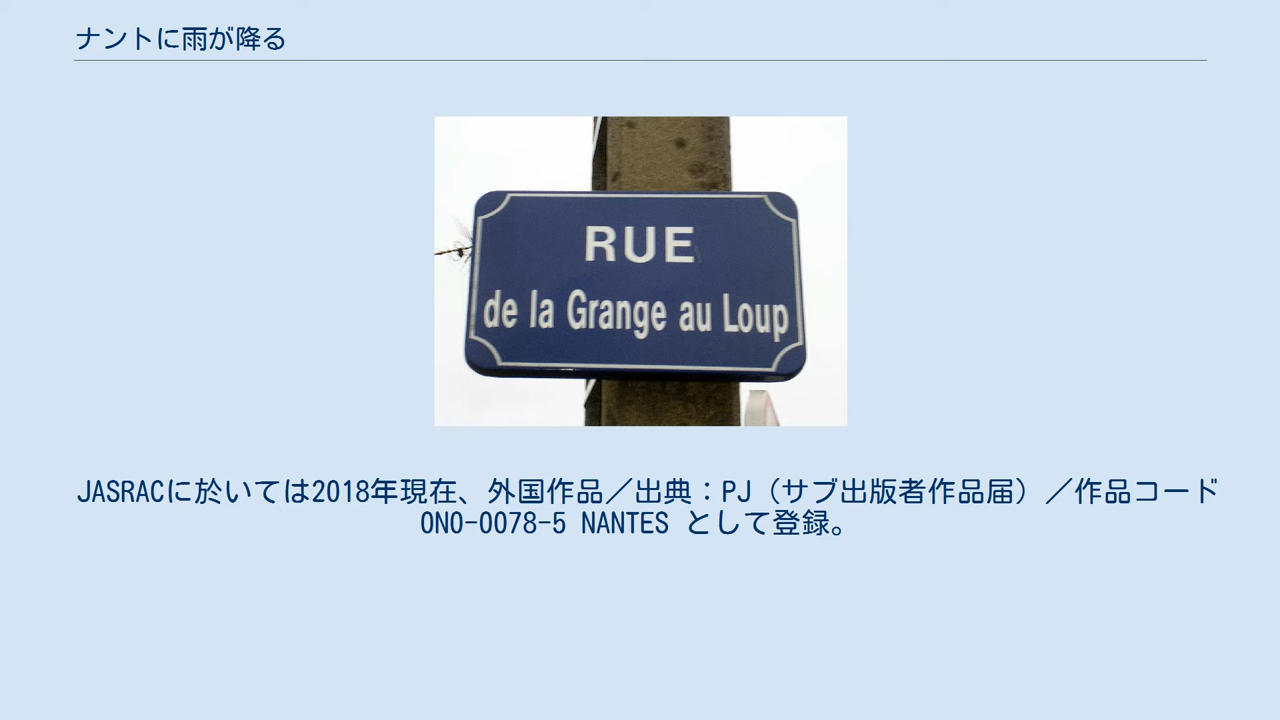 ナントに雨が降る
RUE
de la Grange au Loup
JASRACに於いては2018年現在、外国作品／出典：PJ（サブ出版者作品届）／作品コード
0N0-0078-5 NANTES として登録。